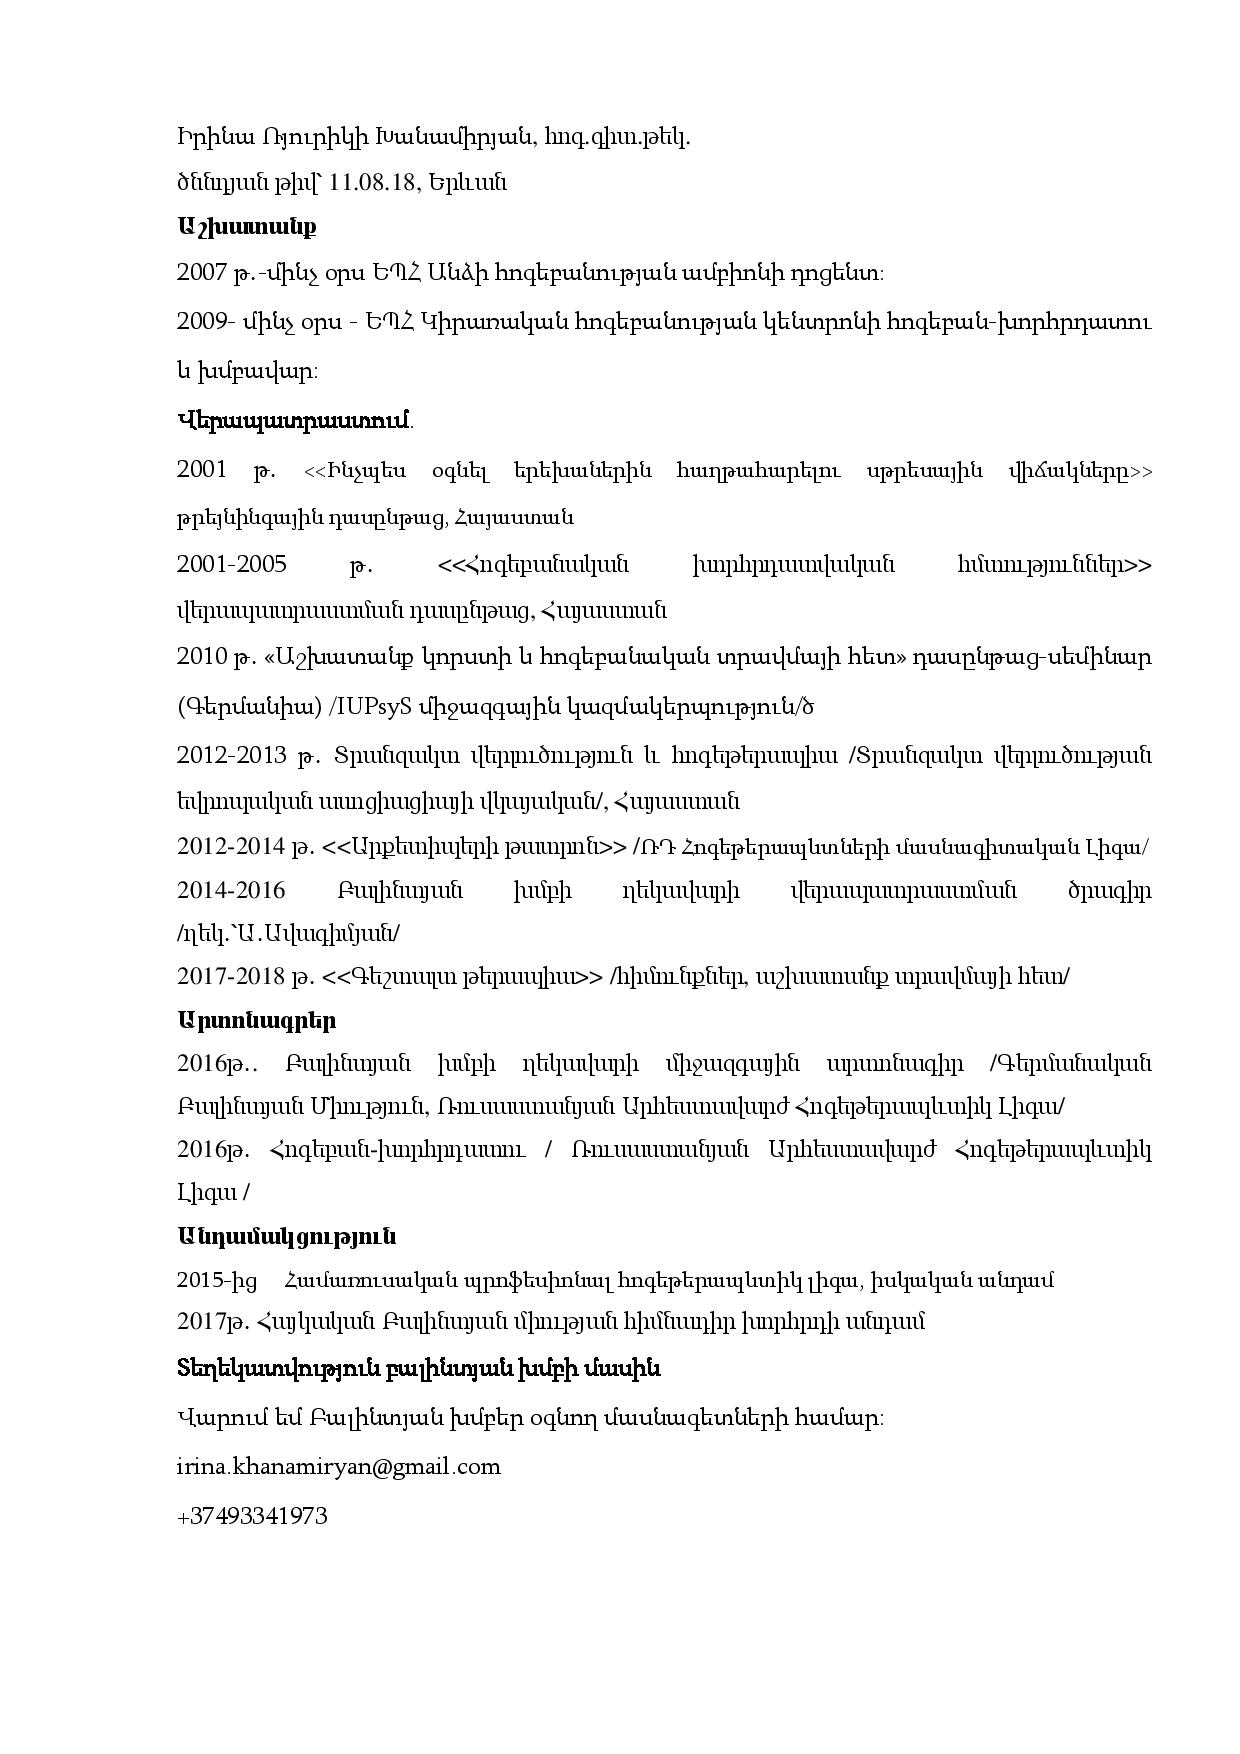 Իրինա Ռյուրիկի Խանամիրյան, հոգ.գիտ.թեկ.
ծննդյան թիվ՝ 11.08.18, Երևան
Աշխատանք
2007 թ.-մինչ օրս ԵՊՀ Անձի հոգեբանության ամբիոնի դոցենտ:
2009- մինչ օրս - ԵՊՀ Կիրառական հոգեբանության կենտրոնի հոգեբան-խորհրդատու
և խմբավար:
Վերապատրաստում.
2001 թ. <<Ինչպես օգնել երեխաներին հաղթահարելու սթրեսային վիճակները>>
թրեյնինգային դասընթաց, Հայաստան
2001-2005 թ. <<Հոգեբանական խորհրդատվական հմտություններ>>
վերապատրաստման դասընթաց, Հայաստան
2010 թ. «Աշխատանք կորստի և հոգեբանական տրավմայի հետ» դասընթաց-սեմինար
(Գերմանիա) /IUPsyS միջազգային կազմակերպություն/ծ
2012-2013 թ. Տրանզակտ վերլուծություն և հոգեթերապիա /Տրանզակտ վերլուծության
եվրոպական ասոցիացիայի վկայական/, Հայաստան
2012-2014 թ. <<Արքետիպերի թատրոն>> /ՌԴ Հոգեթերապևտների մասնագիտական Լիգա/
2014-2016 Բալինտյան խմբի ղեկավարի վերապատրաստման ծրագիր
/ղեկ.՝Ա.Ավագիմյան/
2017-2018 թ. <<Գեշտալտ թերապիա>> /հիմունքներ, աշխատանք տրավմայի հետ/
Արտոնագրեր
2016թ.. Բալինտյան խմբի ղեկավարի միջազգային արտոնագիր /Գերմանական
Բալինտյան Միություն, Ռուսաստանյան Արհեստավարժ Հոգեթերապևտիկ Լիգա/
2016թ. Հոգեբան-խորհրդատու / Ռուսաստանյան Արհեստավարժ Հոգեթերապևտիկ
Լիգա /
Անդամակցություն
2015-ից Համառուսական պրոֆեսիոնալ հոգեթերապևտիկ լիգա, իսկական անդամ
2017թ. Հայկական Բալինտյան միության հիմնադիր խորհրդի անդամ
Տեղեկատվություն բալինտյան խմբի մասին
Վարում եմ Բալինտյան խմբեր օգնող մասնագետների համար:
irina.khanamiryan@gmail.com
+37493341973